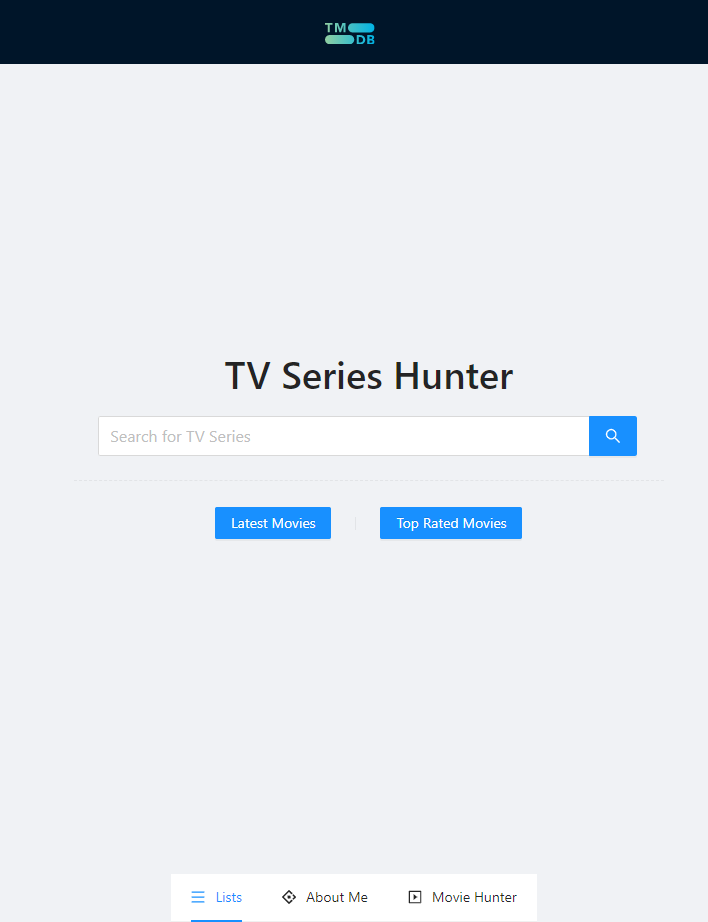 TM
DB
TV Series Hunter
Search for TV Series
Latest Movies
Top Rated Movies
Lists
About Me
Movie Hunter